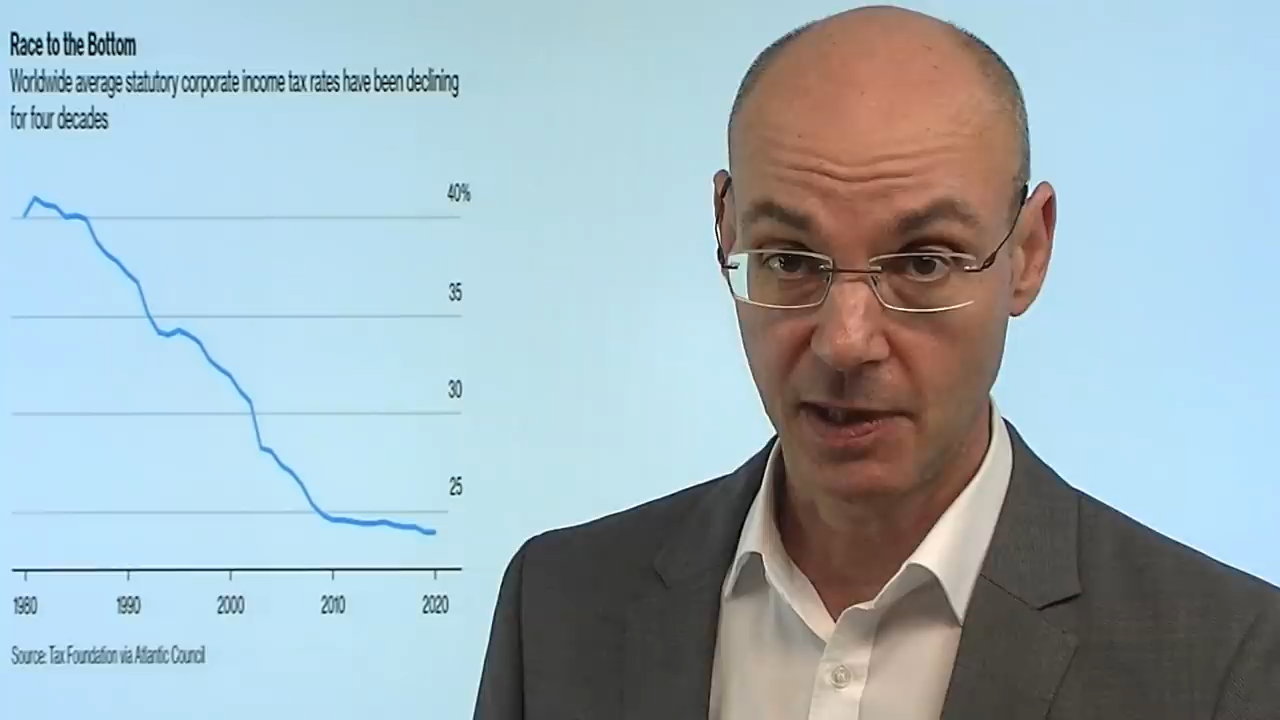 Race to the Bottom
Worldwide average statutory corporate income tax rates have been declining
for four decades
40%
35
30
25
1980
1990
2000
2010
2020
Source: Tax Foundation via Atlantic Council